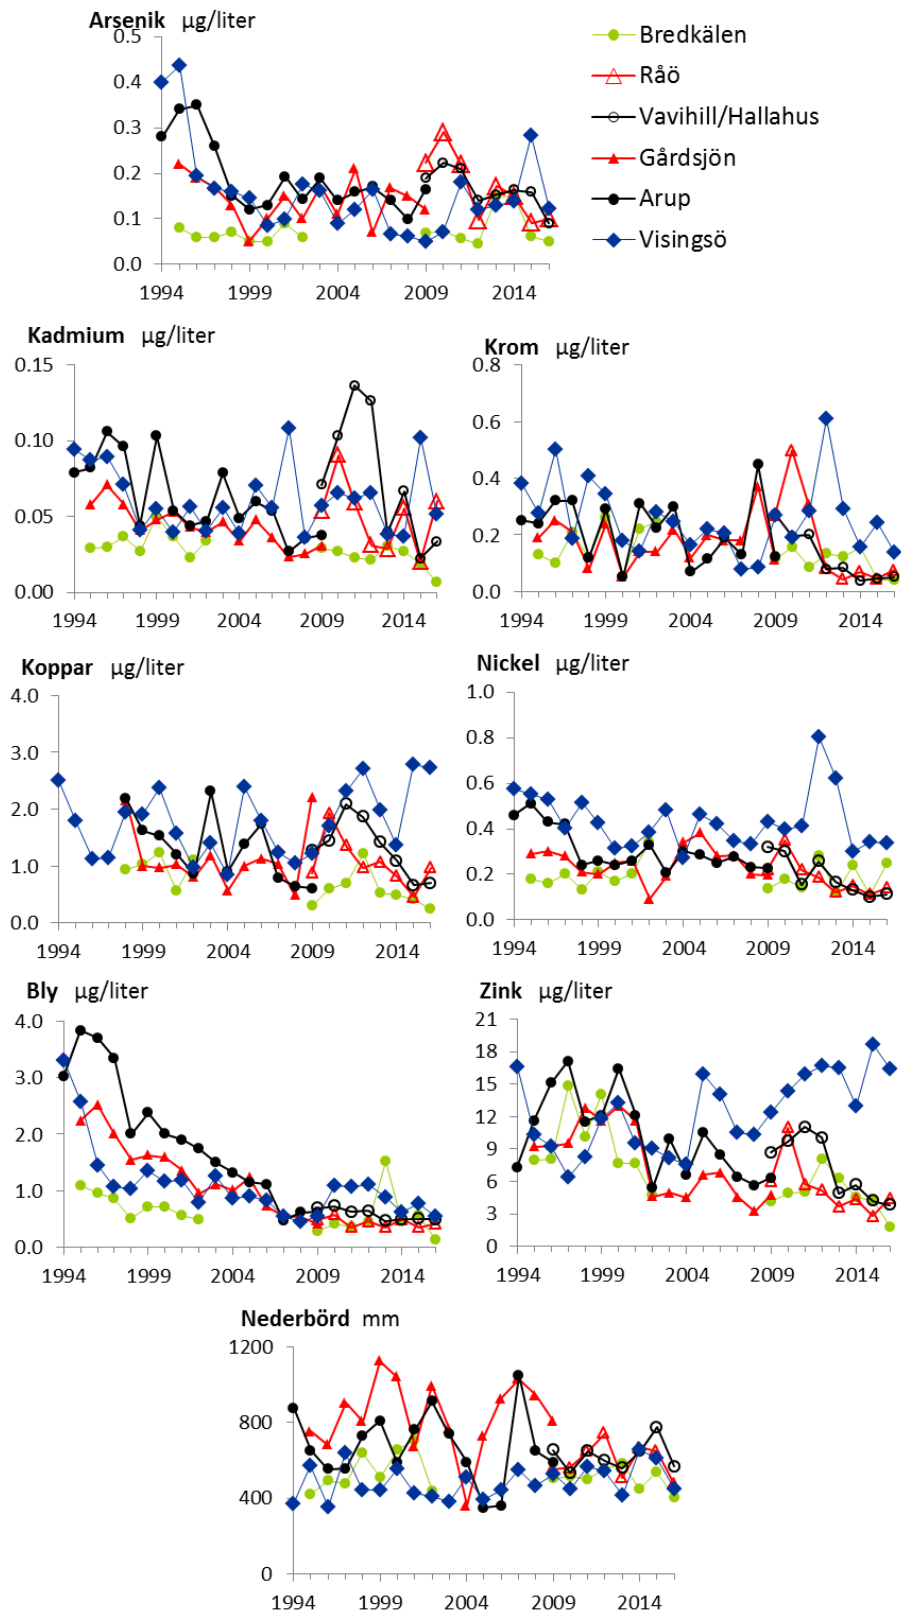 Arsenik µg/liter
0.5
0.4
0.3
0.2
0.1
0.0
1994 1999 2004 2009 2014
Bredkälen
Råö
Vavihill/Hallahus
Gårdsjön
Arup
Visingsö
Kadmium µg/liter
0.15
0.10
0.05
0.00
1994 1999 2004 2009 2014
Krom µg/liter
0.8
0.6
0.4
0.2
0.0
1994 1999 2004 2009 2014
Koppar µg/liter
4.0
3.0
2.0
1.0
0.0
1994 1999 2004 2009 2014
Nickel µg/liter
1.0
0.8
0.6
0.4
0.2
0.0
1994 1999 2004 2009 2014
Bly µg/liter
4.0
3.0
2.0
1.0
0.0
1994 1999 2004 2009 2014
Zink µg/liter
21
18
15
12
9
6
3
0
1994 1999 2004 2009 2014
Nederbörd mm
1200
800
400
0
1994 1999 2004 2009 2014